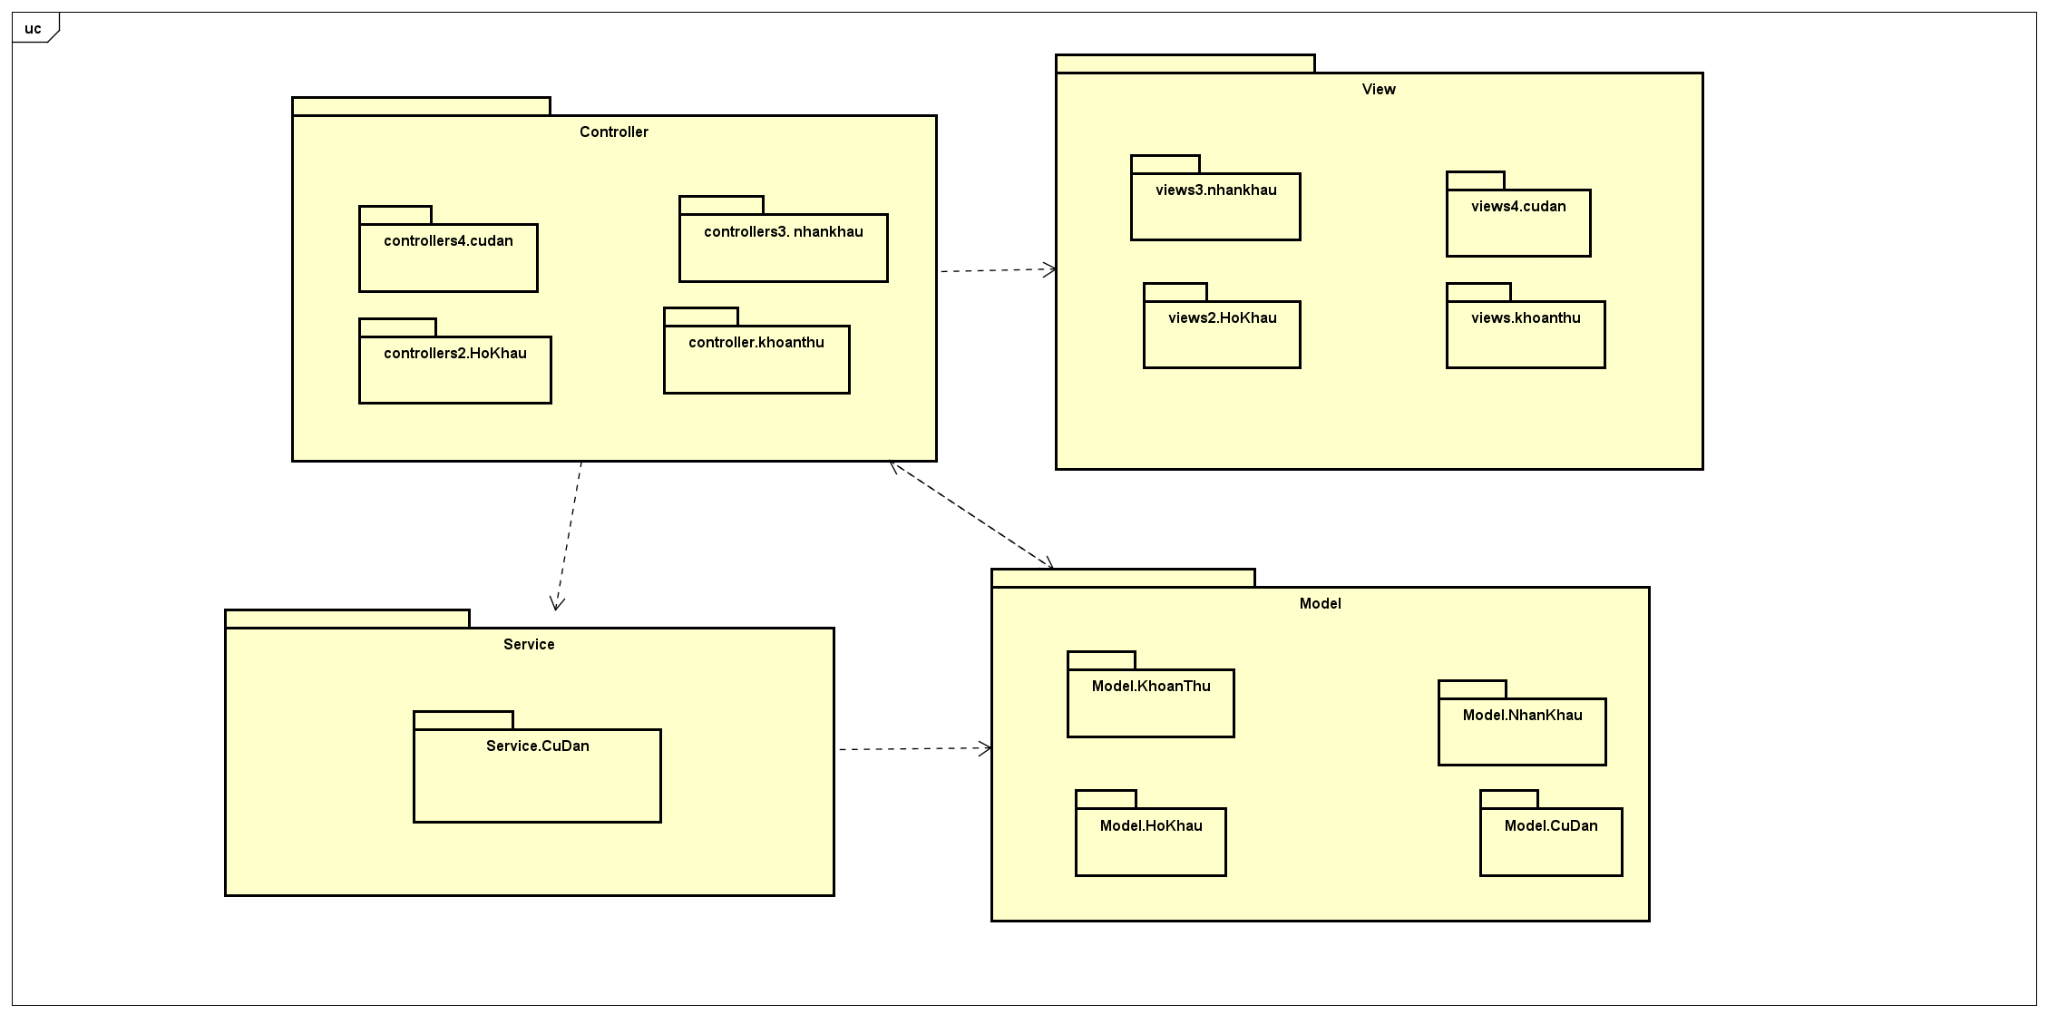 uc
Controller
controllers4.cudan
controllers3. nhankhau
controllers2.HoKhau
controller.khoanthu
View
views3.nhankhau
views4.cudan
views2.HoKhau
views.khoanthu
Service
Service.CuDan
Model
Model.KhoanThu
Model.NhanKhau
Model.HoKhau
Model.CuDan